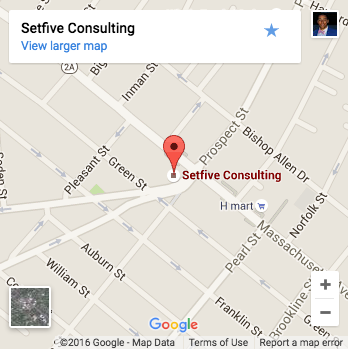 Setfive Consulting
View larger map
2A
Inman St
Prospect St
Bishop Allen Dr
Pleasant St
Green St
Setfive Consulting
H mart
Norfolk St
Massachusetts Ave
Pearl St
Auburn St
William St
Franklin St
Brookline St
+
−
Google
©2016 Google - Map Data
Terms of Use
Report a map error